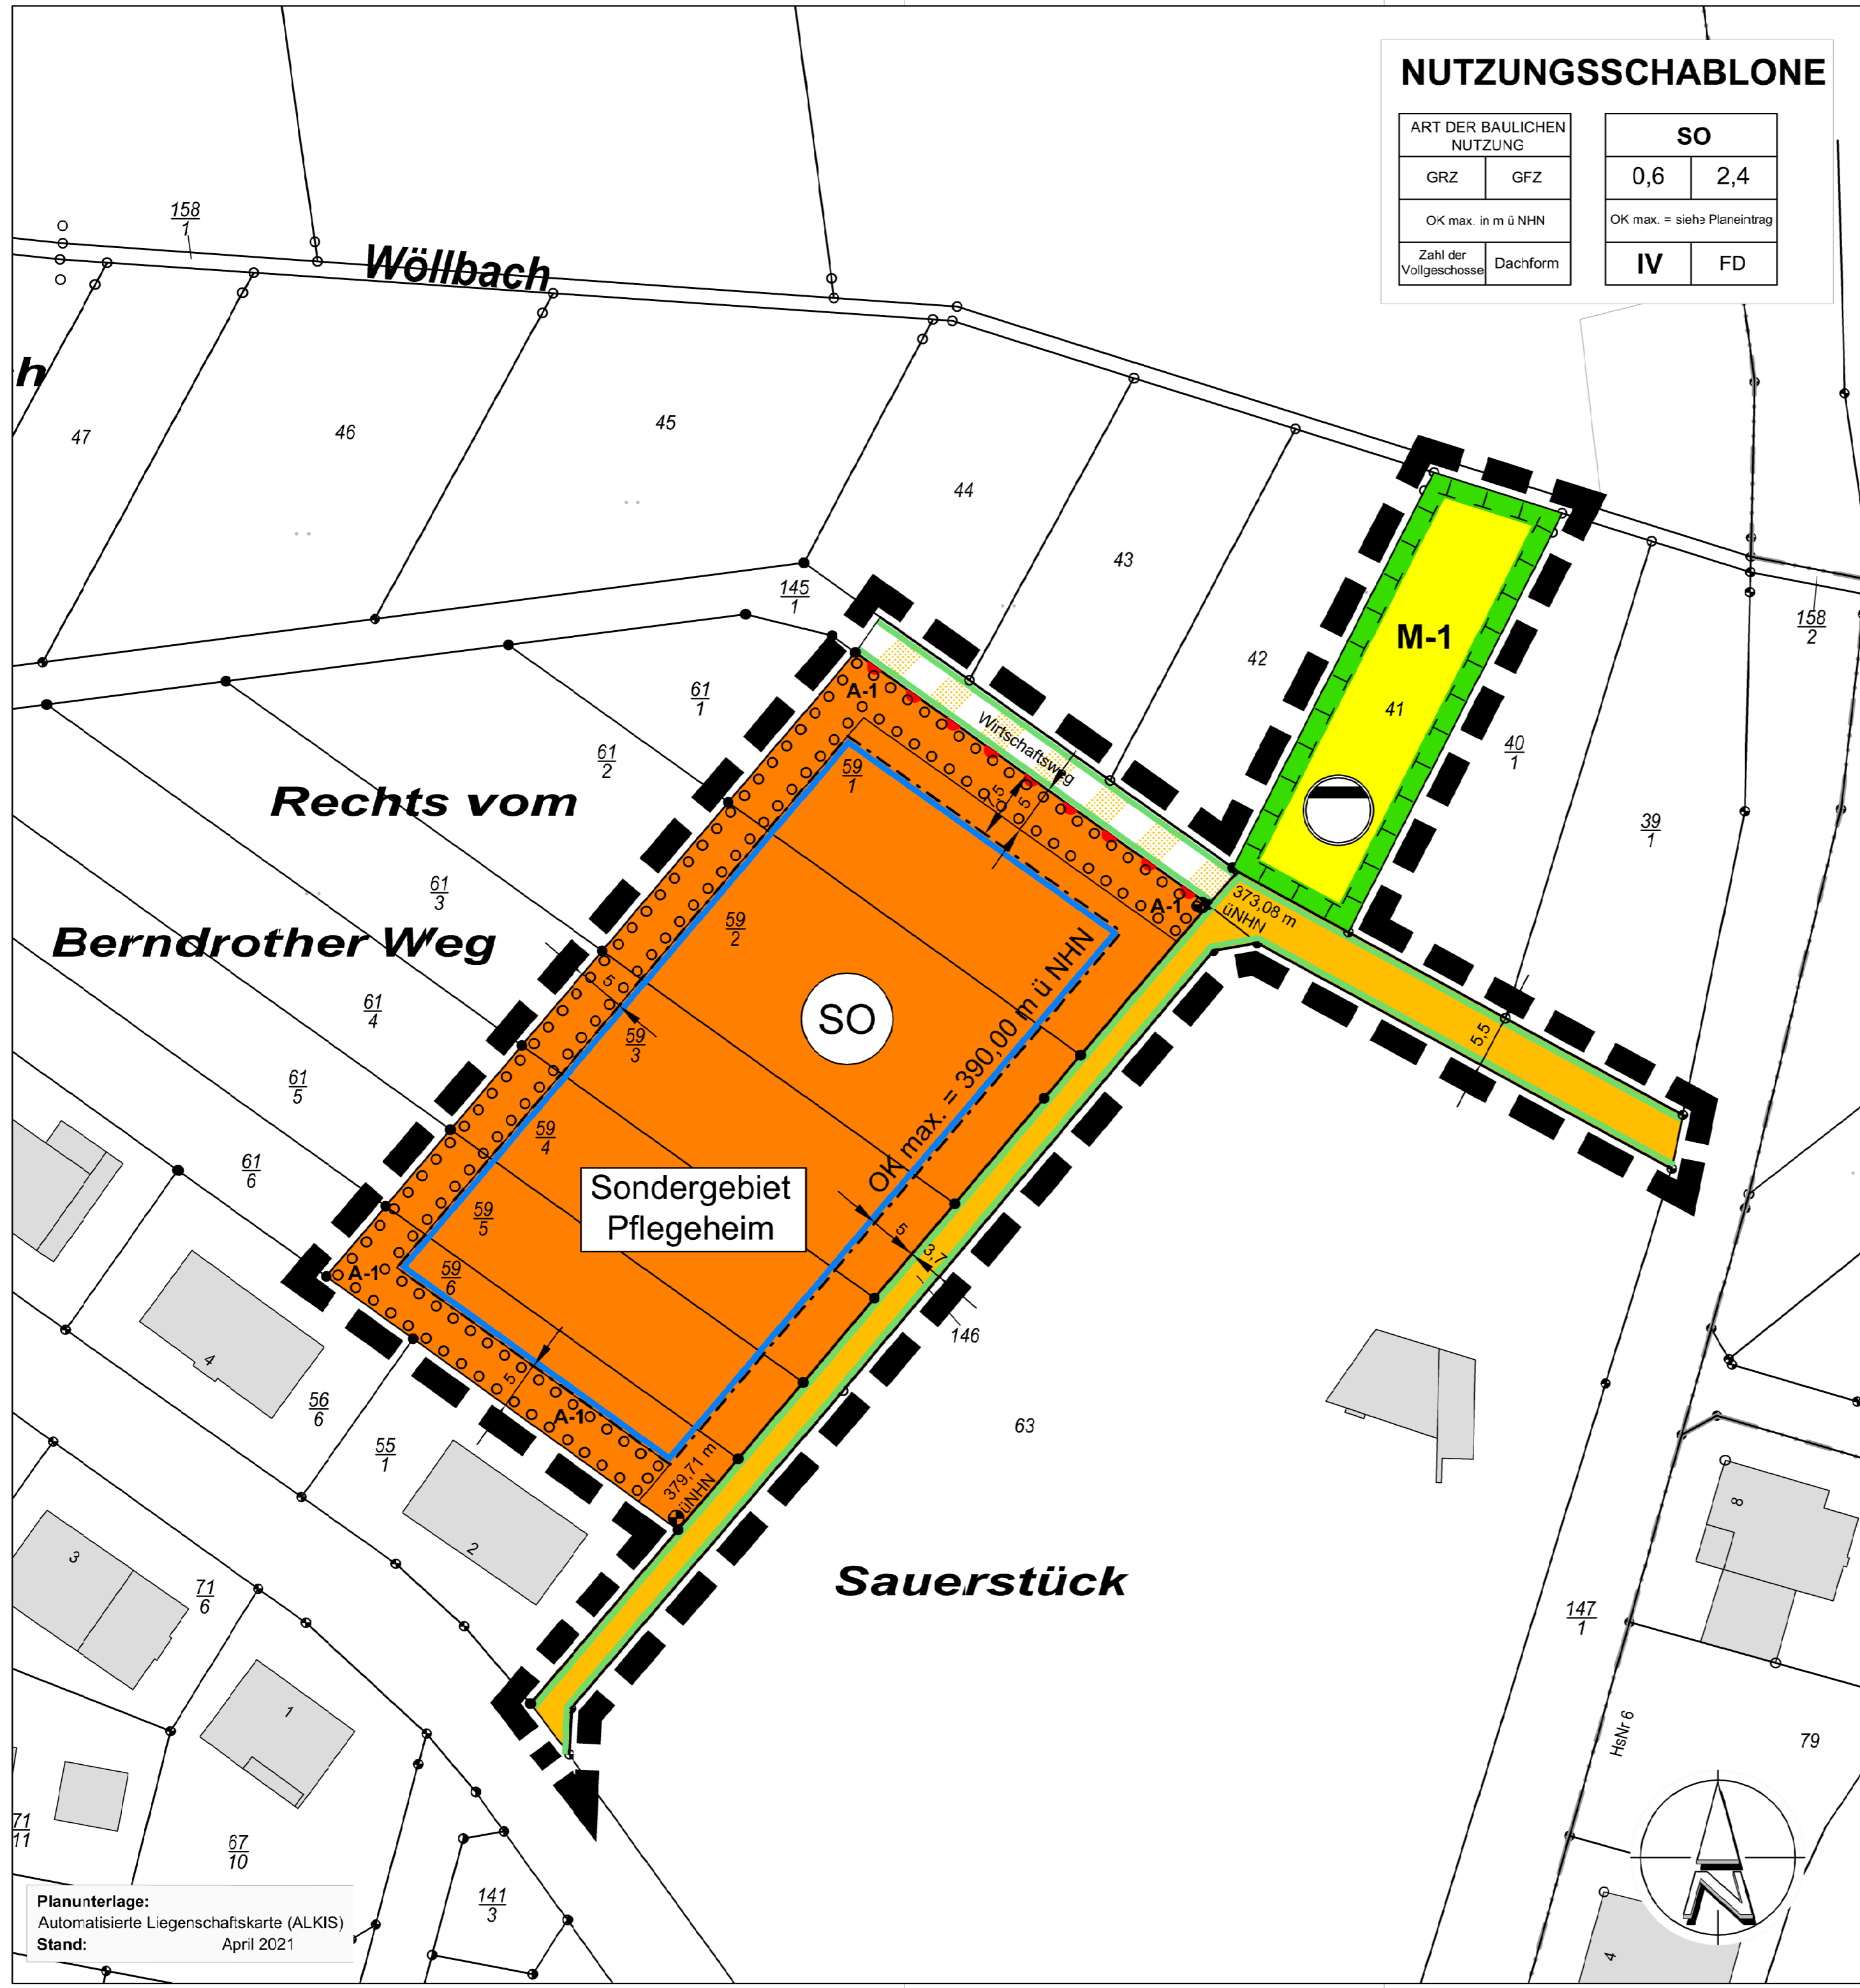 NUTZUNGSSCHABLONE
ART DER BAULICHEN
NUTZUNG
GRZ
GFZ
OK max. in m ü NHN
Zahl der
Vollgeschosse
Dachform
SO
0,6
2,4
OK max. = siehe Planeintrag
IV
FD
158
1
Wöllbach
h
47
46
45
44
43
42
145
1
M-1
41
40
1
39
1
158
2
61
1
61
2
A-1
Wirtschaftsweg
59
1
5
Rechts vom
61
3
59
2
A-1
373,08 m
üNHN
Berndrother Weg
61
4
5
59
3
SO
OK max. = 390,00 m ü NHN
5,5
61
5
59
4
61
6
59
5
Sondergebiet
Pflegeheim
5
3,7
146
A-1
59
6
4
56
6
5
A-1
55
1
63
379,71 m
üNHN
2
8
3
71
6
Sauerstück
147
1
1
HsNr 6
79
71
11
67
10
141
3
N
4
Planunterlage:
Automatisierte Liegenschaftskarte (ALKIS)
Stand: April 2021